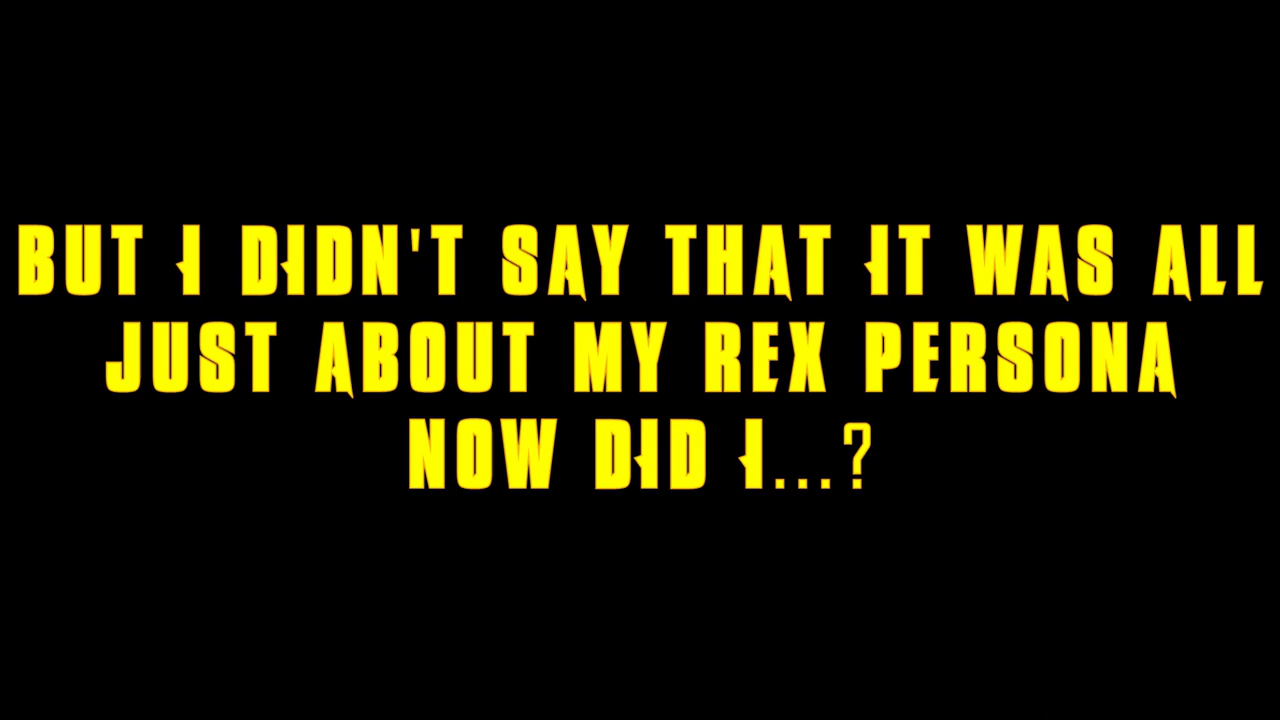 BUT I DIDN'T SAY THAT IT WAS ALL
JUST ABOUT MY REX PERSONA
NOW DID I...?